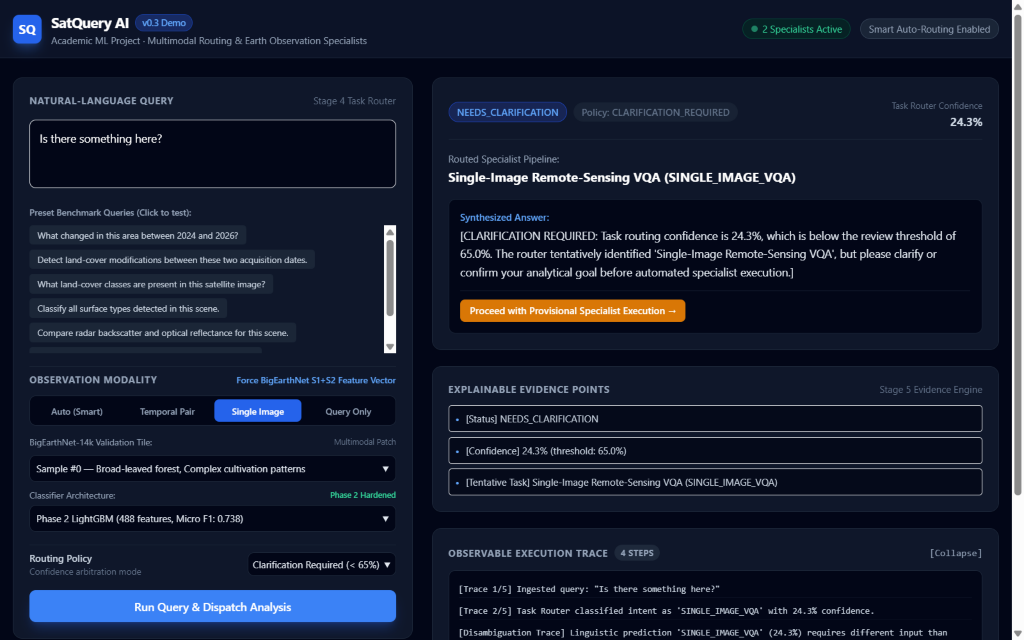 SQ
SatQuery AI v0.3 Demo
Academic ML Project · Multimodal Routing & Earth Observation Specialists
2 Specialists Active
Smart Auto-Routing Enabled
NATURAL-LANGUAGE QUERY
Stage 4 Task Router
Is there something here?
Preset Benchmark Queries (Click to test):
What changed in this area between 2024 and 2026?
Detect land-cover modifications between these two acquisition dates.
What land-cover classes are present in this satellite image?
Classify all surface types detected in this scene.
Compare radar backscatter and optical reflectance for this scene.
OBSERVATION MODALITY
Force BigEarthNet S1+S2 Feature Vector
Auto (Smart)
Temporal Pair
Single Image
Query Only
BigEarthNet-14k Validation Tile:
Multimodal Patch
Sample #0 — Broad-leaved forest, Complex cultivation patterns
Classifier Architecture:
Phase 2 Hardened
Phase 2 LightGBM (488 features, Micro F1: 0.738)
Routing Policy
Confidence arbitration mode
Clarification Required (< 65%)
Run Query & Dispatch Analysis
NEEDS_CLARIFICATION
Policy: CLARIFICATION_REQUIRED
Task Router Confidence
24.3%
Routed Specialist Pipeline:
Single-Image Remote-Sensing VQA (SINGLE_IMAGE_VQA)
Synthesized Answer:
[CLARIFICATION REQUIRED: Task routing confidence is 24.3%, which is below the review threshold of
65.0%. The router tentatively identified 'Single-Image Remote-Sensing VQA', but please clarify or
confirm your analytical goal before automated specialist execution.]
Proceed with Provisional Specialist Execution →
EXPLAINABLE EVIDENCE POINTS
Stage 5 Evidence Engine
• [Status] NEEDS_CLARIFICATION
• [Confidence] 24.3% (threshold: 65.0%)
• [Tentative Task] Single-Image Remote-Sensing VQA (SINGLE_IMAGE_VQA)
OBSERVABLE EXECUTION TRACE 4 STEPS
[Collapse]
[Trace 1/5] Ingested query: "Is there something here?"
[Trace 2/5] Task Router classified intent as 'SINGLE_IMAGE_VQA' with 24.3% confidence.
[Disambiguation Trace] Linguistic prediction 'SINGLE_IMAGE_VQA' (24.3%) requires different input than